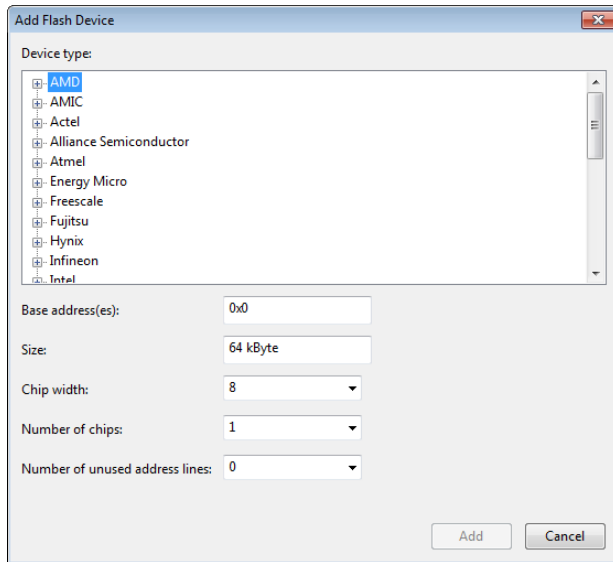 Add Flash Device
Device type:
AMD
AMIC
Actel
Alliance Semiconductor
Atmel
Energy Micro
Freescale
Fujitsu
Hynix
Infineon
Intel
Base address(es): 0x0
Size: 64 kByte
Chip width: 8
Number of chips: 1
Number of unused address lines: 0
Add Cancel